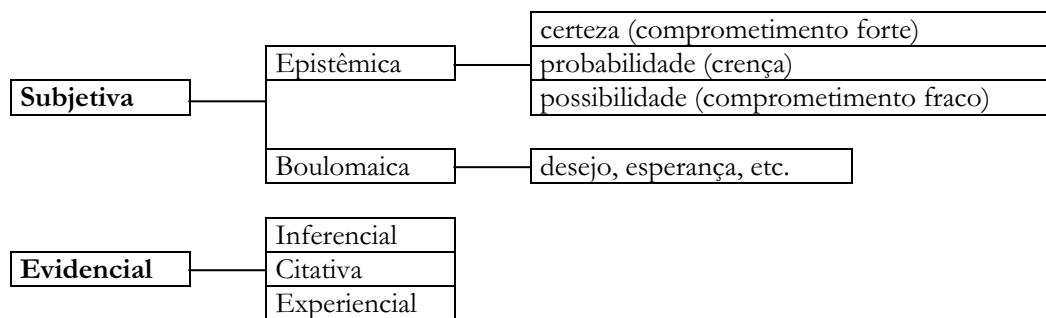 Subjetiva
Epistêmica
certeza (comprometimento forte)
probabilidade (crença)
possibilidade (comprometimento fraco)
Boulomaica
desejo, esperança, etc.
Evidencial
Inferencial
Citativa
Experiencial